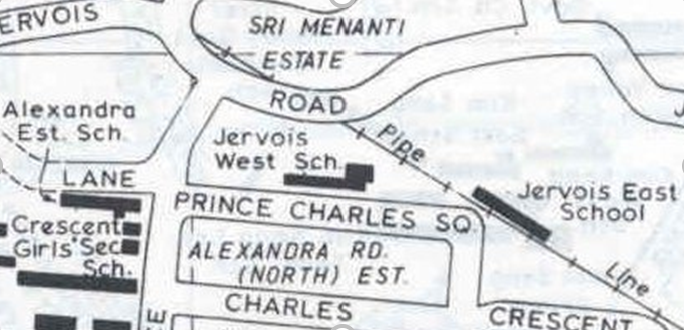 ERVOIS
SRI MENANTI
ESTATE
ROAD
Alexandra
Est. Sch.
Jervois
West Sch.
Pipe
Jervois East
School
LANE
PRINCE CHARLES SQ.
Crescent
Girls' Sec
Sch.
ALEXANDRA RD.
(NORTH) EST.
Line
CHARLES
CRESCENT